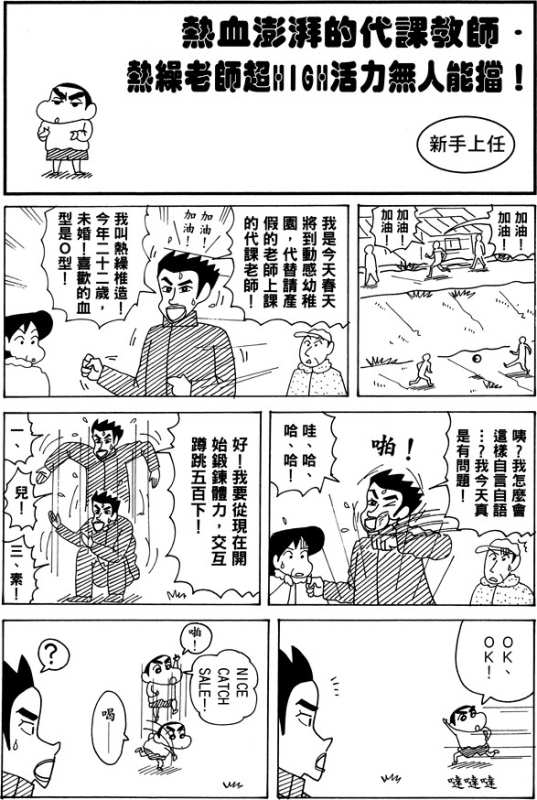 熱血澎湃的代課教師・
熱繰老師超HIGH活力無人能擋！
新手上任
加油！
加油！
加油！
加油！
我是今天春天
將到動感幼稚
園，代替請產
假的老師上課
的代課老師！
加油！
加油！
我叫熱繰椎造！
今年二十二歲，
未婚！喜歡的血
型是O型！
咦？我怎麼會
這樣自言自語
…？我今天真
是有問題！
啪！
哇、哈、
哈、哈！
好！我要從現在開
始鍛鍊體力，交互
蹲跳五百下！
一、
兒！
三、素！
OK、
OK！
噠噠噠
NICE
CATCH
SALE─！
啪！
喝─
？